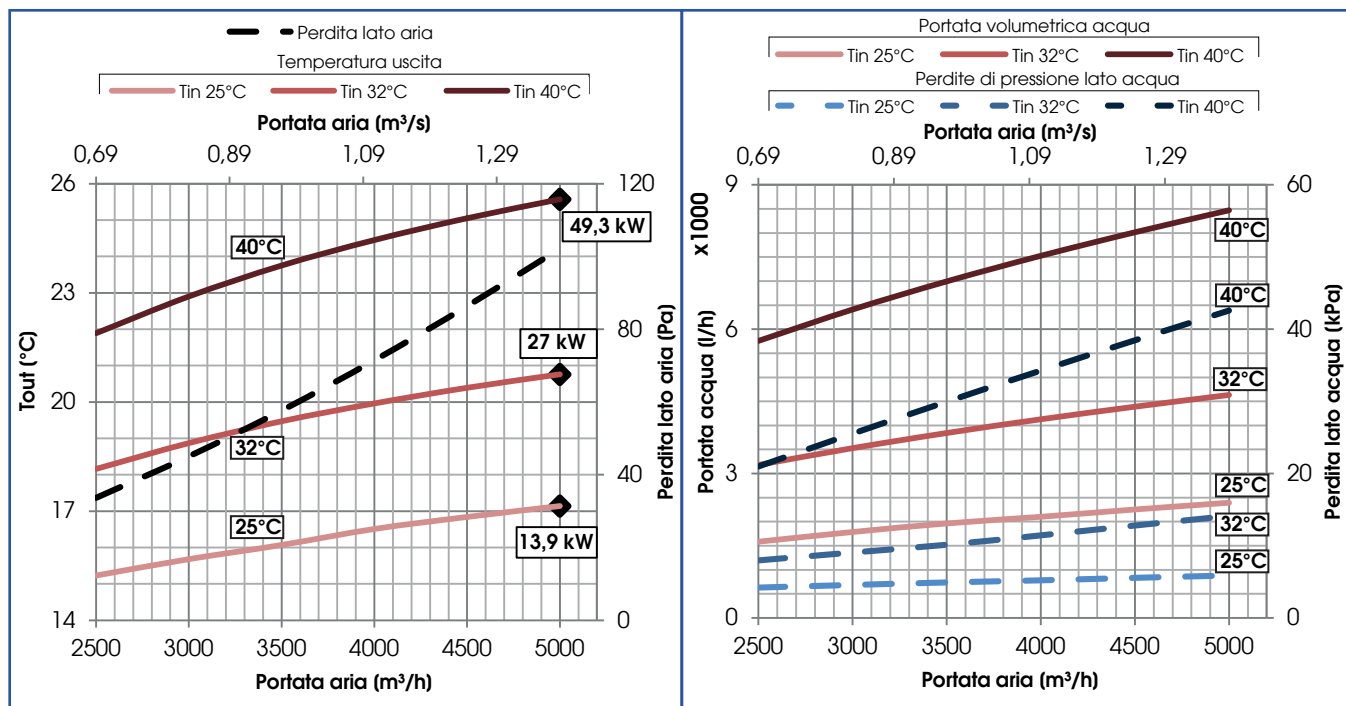 Perdita lato aria
Temperatura uscita
Tin 25°C Tin 32°C Tin 40°C
Portata aria (m³/s)
0,69 0,89 1,09 1,29
26 120
49,3 kW
40°C
23
80
27 kW
Tout (°C)
Perdita lato aria (Pa)
20
32°C
40
17
25°C
13,9 kW
14 0
2500 3000 3500 4000 4500 5000
Portata aria (m³/h)
Portata volumetrica acqua
Tin 25°C Tin 32°C Tin 40°C
Perdite di pressione lato acqua
Tin 25°C Tin 32°C Tin 40°C
Portata aria (m³/s)
0,69 0,89 1,09 1,29
9 60
x1000
40°C
40°C
6 40
Portata acqua (l/h)
Perdita lato acqua (kPa)
32°C
3 20
25°C
32°C
25°C
0 0
2500 3000 3500 4000 4500 5000
Portata aria (m³/h)